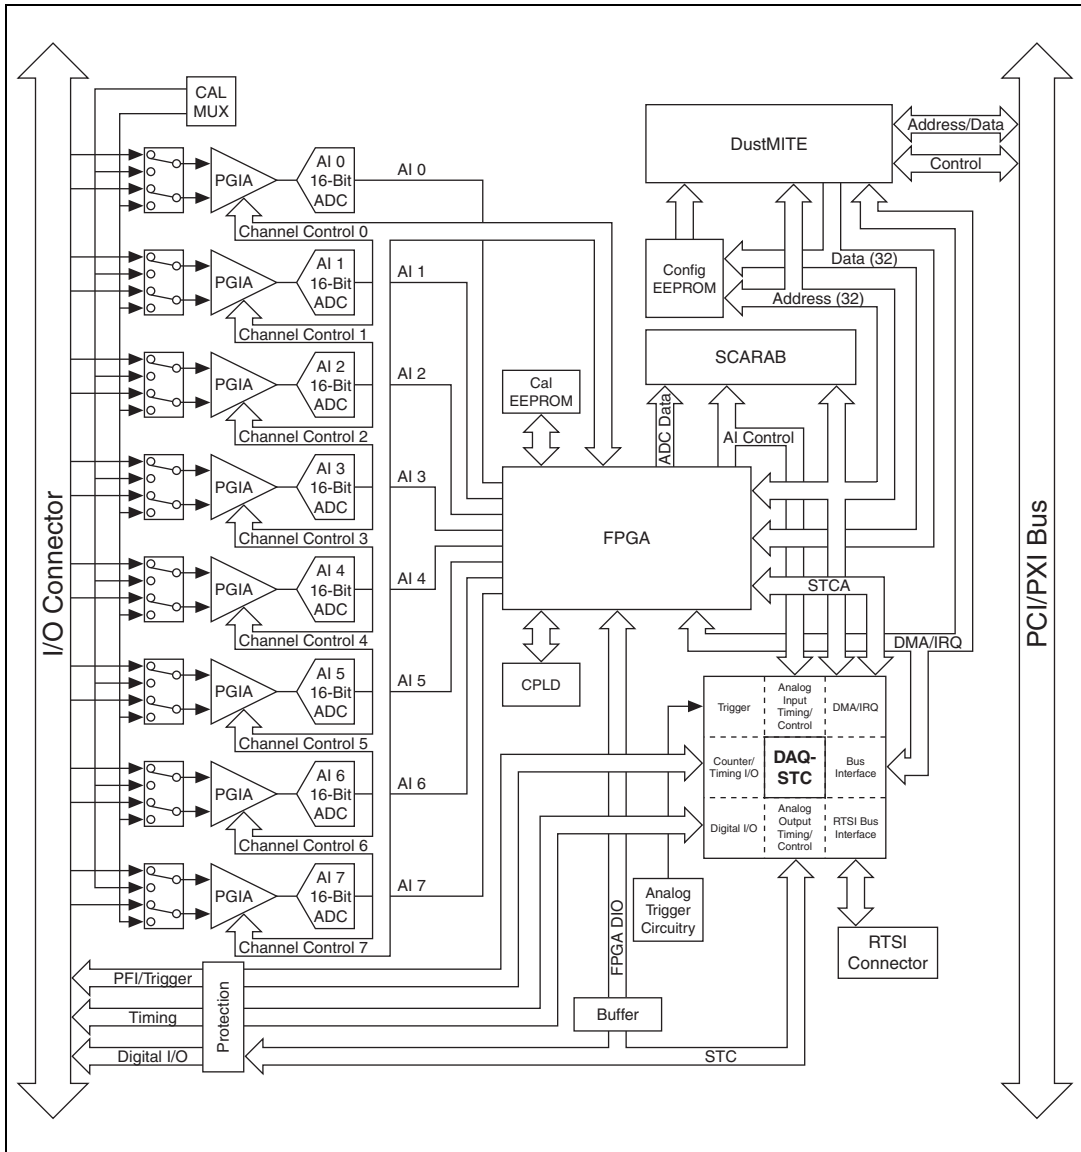 I/O Connector
CAL
MUX
PGIA
AI 0
16-Bit
ADC
AI 0
Channel Control 0
PGIA
AI 1
16-Bit
ADC
AI 1
Channel Control 1
PGIA
AI 2
16-Bit
ADC
AI 2
Channel Control 2
PGIA
AI 3
16-Bit
ADC
AI 3
Channel Control 3
PGIA
AI 4
16-Bit
ADC
AI 4
Channel Control 4
PGIA
AI 5
16-Bit
ADC
AI 5
Channel Control 5
PGIA
AI 6
16-Bit
ADC
AI 6
Channel Control 6
PGIA
AI 7
16-Bit
ADC
AI 7
Channel Control 7
PFI/Trigger
Timing
Digital I/O
Protection
Cal
EEPROM
FPGA
CPLD
FPGA DIO
Buffer
STC
DustMITE
Address/Data
Control
Config
EEPROM
Data (32)
Address (32)
SCARAB
ADC Data
AI Control
STCA
DMA/IRQ
Trigger
Analog
Input
Timing/
Control
DMA/IRQ
Counter/
Timing I/O
DAQ-
STC
Bus
Interface
Digital I/O
Analog
Output
Timing/
Control
RTSI Bus
Interface
Analog
Trigger
Circuitry
RTSI
Connector
PCI/PXI Bus